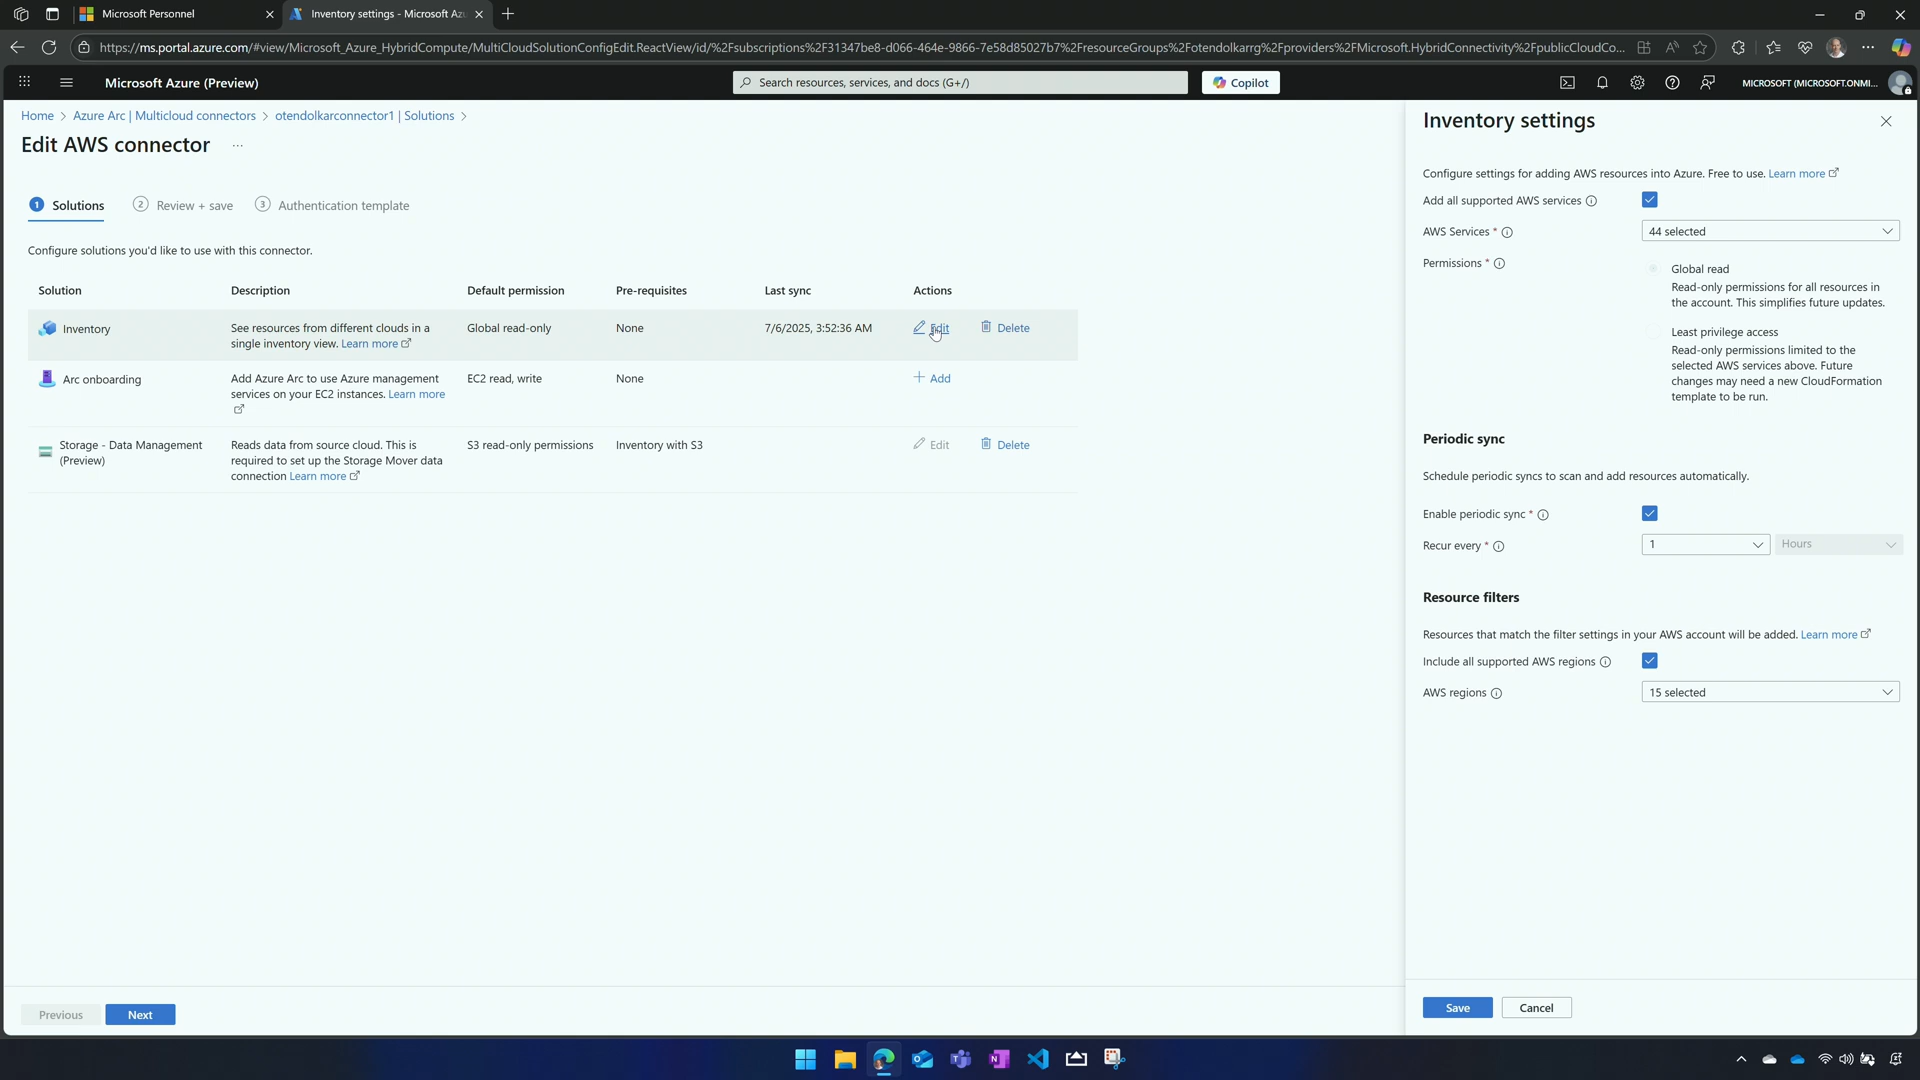 Microsoft Personnel
Inventory settings - Microsoft Az
https://ms.portal.azure.com/#view/Microsoft_Azure_HybridCompute/MultiCloudSolutionConfigEdit.ReactView/id/%2Fsubscriptions%2F31347be8-d066-464e-9866-7e58d85027b7%2FresourceGroups%2Fotendolkarrg%2Fproviders%2FMicrosoft.HybridConnectivity%2FpublicCloudCo...
Microsoft Azure (Preview)
Search resources, services, and docs (G+/)
Copilot
MICROSOFT (MICROSOFT.ONMI...
Home > Azure Arc | Multicloud connectors > otendolkarconnector1 | Solutions >
Edit AWS connector ...
1 Solutions
2 Review + save
3 Authentication template
Configure solutions you'd like to use with this connector.
Solution Description Default permission Pre-requisites Last sync Actions
Inventory
See resources from different clouds in a
single inventory view. Learn more
Global read-only
None
7/6/2025, 3:52:36 AM
Edit
Delete
Arc onboarding
Add Azure Arc to use Azure management
services on your EC2 instances. Learn more
EC2 read, write
None
Add
Storage - Data Management
(Preview)
Reads data from source cloud. This is
required to set up the Storage Mover data
connection Learn more
S3 read-only permissions
Inventory with S3
Edit
Delete
Previous
Next
Inventory settings
Configure settings for adding AWS resources into Azure. Free to use. Learn more
Add all supported AWS services
AWS Services *
44 selected
Permissions *
Global read
Read-only permissions for all resources in
the account. This simplifies future updates.
Least privilege access
Read-only permissions limited to the
selected AWS services above. Future
changes may need a new CloudFormation
template to be run.
Periodic sync
Schedule periodic syncs to scan and add resources automatically.
Enable periodic sync *
Recur every *
1
Hours
Resource filters
Resources that match the filter settings in your AWS account will be added. Learn more
Include all supported AWS regions
AWS regions
15 selected
Save
Cancel